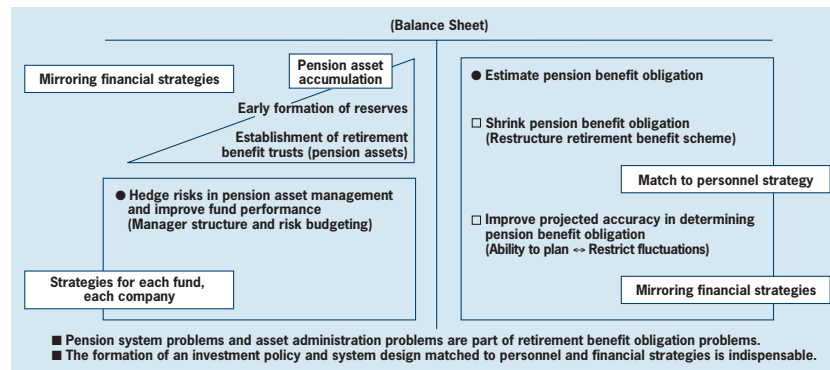 (Balance Sheet)
Mirroring financial strategies
Pension asset
accumulation
Early formation of reserves
Establishment of retirement
benefit trusts (pension assets)
● Hedge risks in pension asset management
and improve fund performance
(Manager structure and risk budgeting)
Strategies for each fund,
each company
● Estimate pension benefit obligation
□ Shrink pension benefit obligation
(Restructure retirement benefit scheme)
Match to personnel strategy
□ Improve projected accuracy in determining
pension benefit obligation
(Ability to plan ↔ Restrict fluctuations)
Mirroring financial strategies
■ Pension system problems and asset administration problems are part of retirement benefit obligation problems.
■ The formation of an investment policy and system design matched to personnel and financial strategies is indispensable.